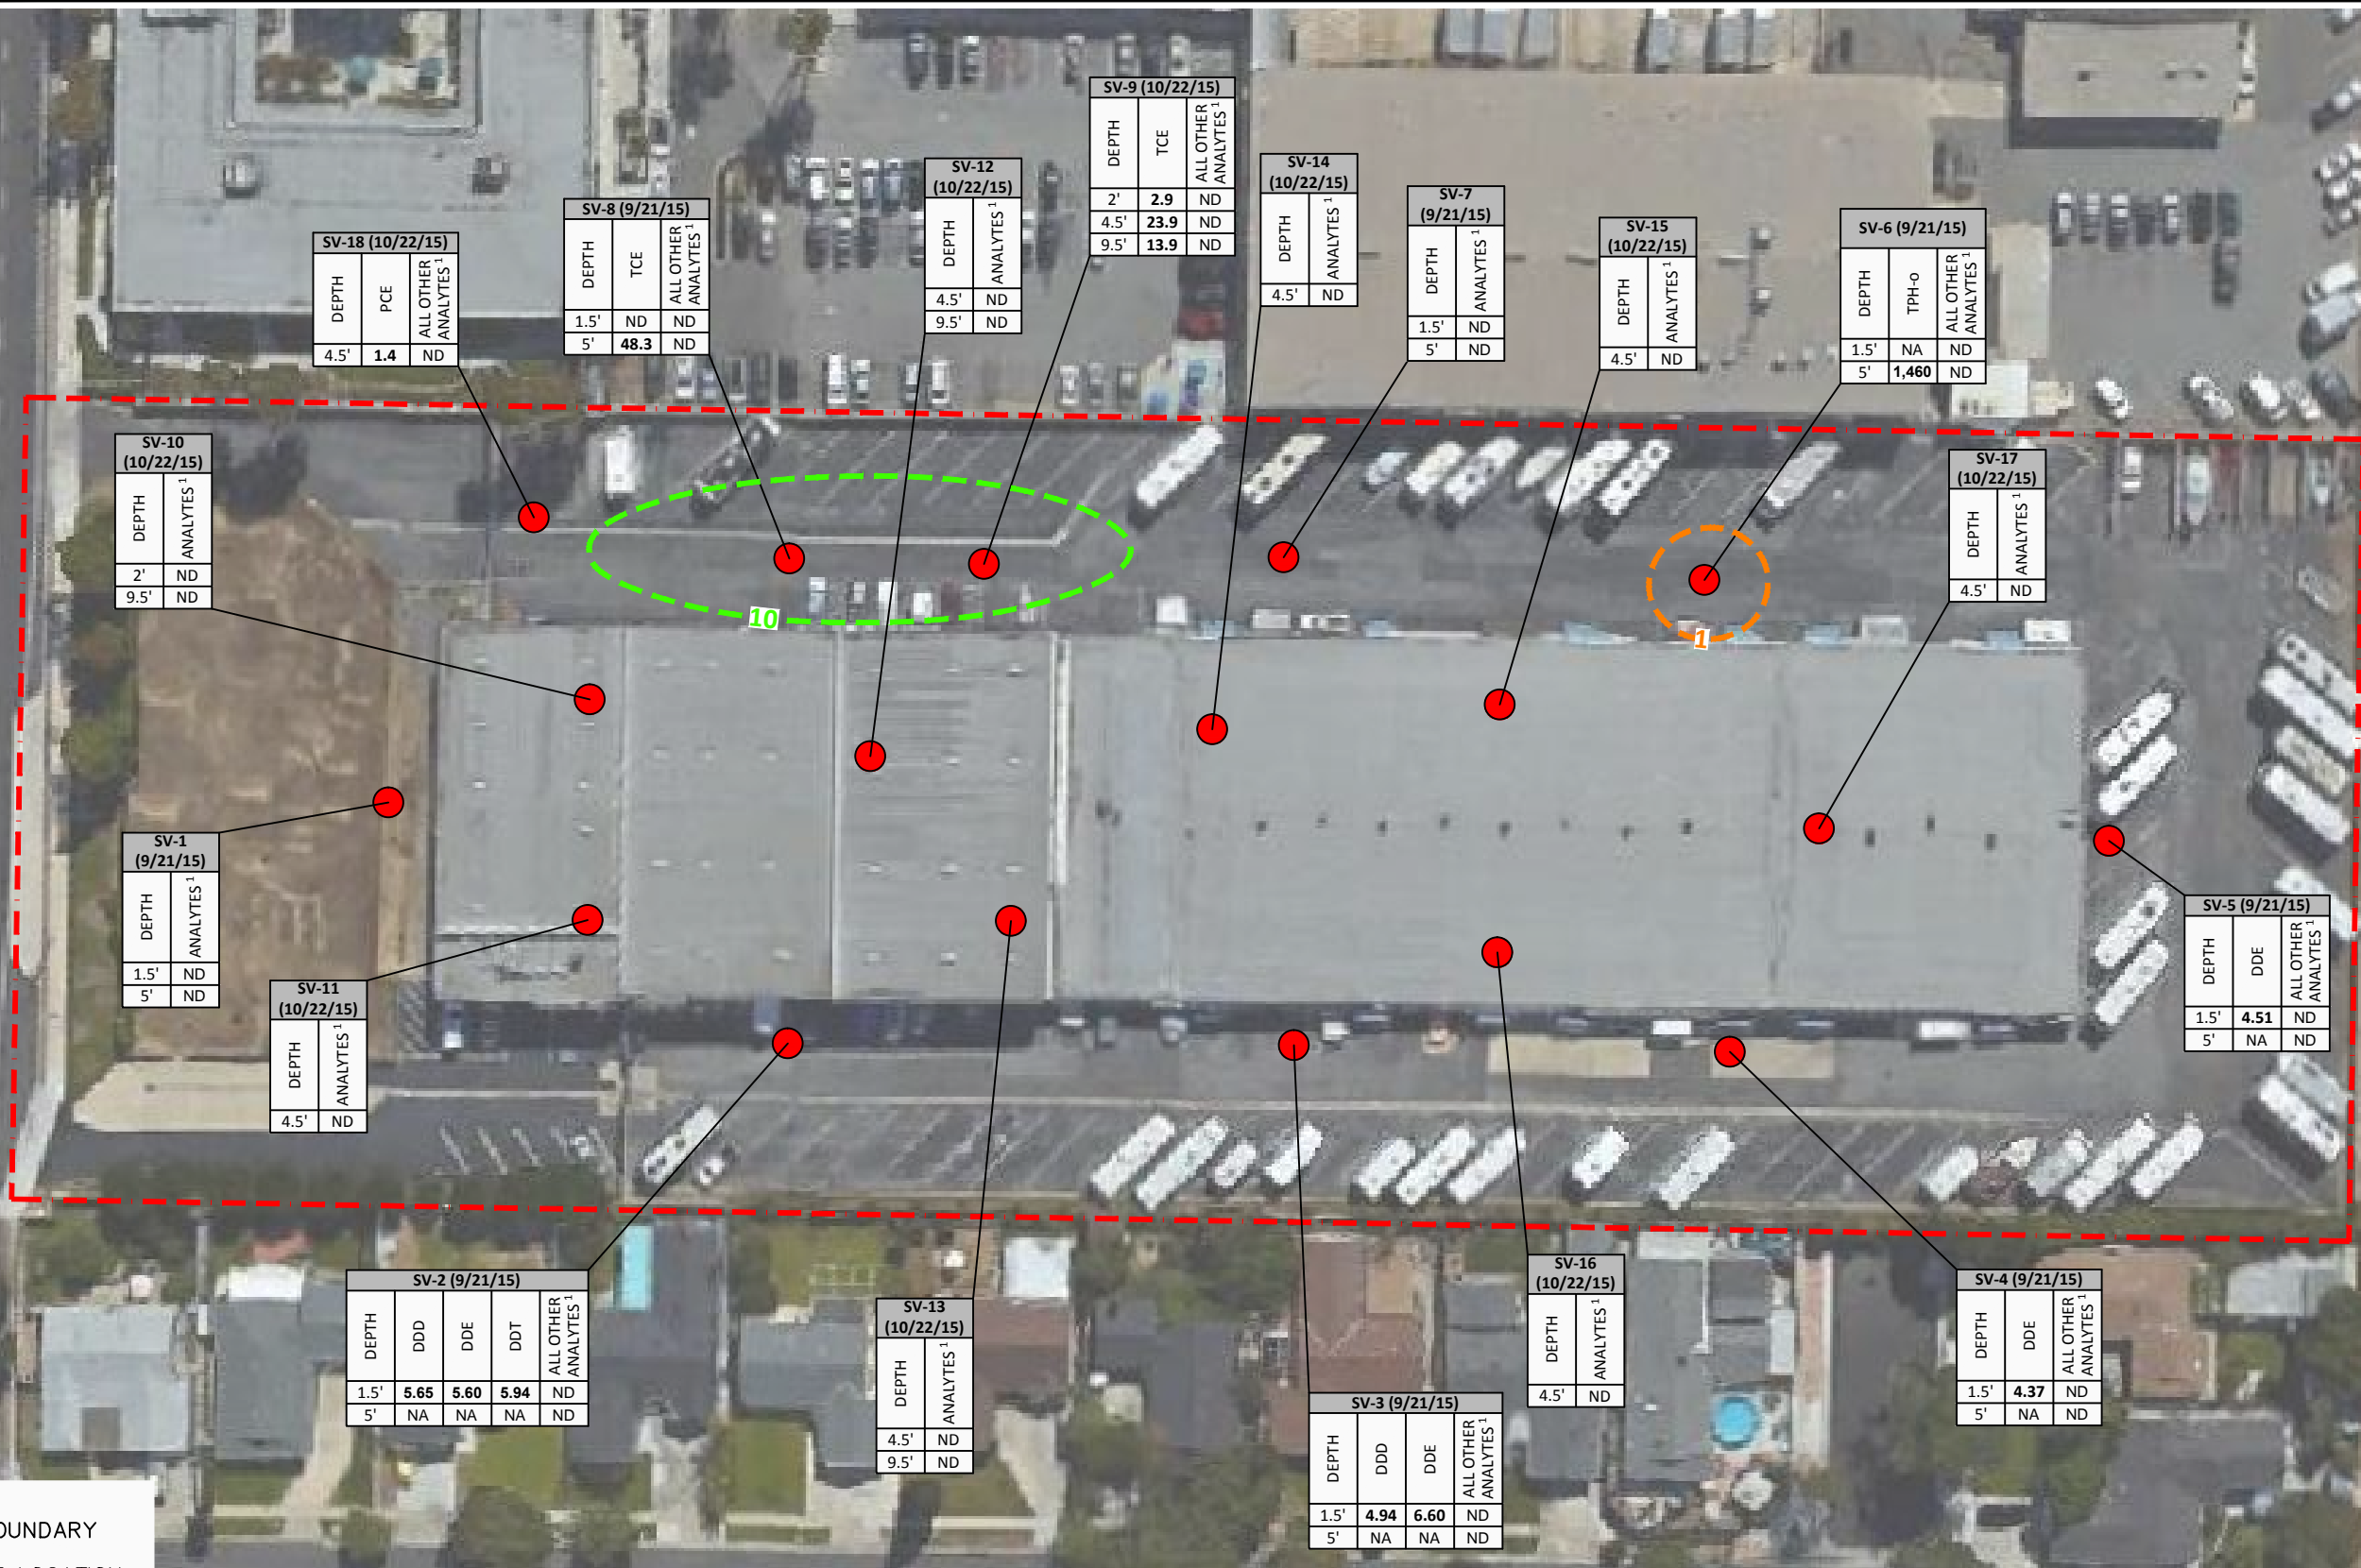 SV-9 (10/22/15)
DEPTH TCE ALL OTHER ANALYTES 1
2' 2.9 ND
4.5' 23.9 ND
9.5' 13.9 ND
SV-12
(10/22/15)
DEPTH ANALYTES 1
4.5' ND
9.5' ND
SV-14
(10/22/15)
DEPTH ANALYTES 1
4.5' ND
SV-7
(9/21/15)
DEPTH ANALYTES 1
1.5' ND
5' ND
SV-8 (9/21/15)
DEPTH TCE ALL OTHER ANALYTES 1
1.5' ND ND
5' 48.3 ND
SV-15
(10/22/15)
DEPTH ANALYTES 1
4.5' ND
SV-6 (9/21/15)
DEPTH TPH-o ALL OTHER ANALYTES 1
1.5' NA ND
5' 1,460 ND
SV-18 (10/22/15)
DEPTH PCE ALL OTHER ANALYTES 1
4.5' 1.4 ND
SV-10
(10/22/15)
DEPTH ANALYTES 1
2' ND
9.5' ND
SV-17
(10/22/15)
DEPTH ANALYTES 1
4.5' ND
10
1
SV-1
(9/21/15)
DEPTH ANALYTES 1
1.5' ND
5' ND
SV-5 (9/21/15)
DEPTH DDE ALL OTHER ANALYTES 1
1.5' 4.51 ND
5' NA ND
SV-11
(10/22/15)
DEPTH ANALYTES 1
4.5' ND
SV-16
(10/22/15)
DEPTH ANALYTES 1
4.5' ND
SV-2 (9/21/15)
DEPTH DDD DDE DDT ALL OTHER ANALYTES 1
1.5' 5.65 5.60 5.94 ND
5' NA NA NA ND
SV-4 (9/21/15)
DEPTH DDE ALL OTHER ANALYTES 1
1.5' 4.37 ND
5' NA ND
SV-13
(10/22/15)
DEPTH ANALYTES 1
4.5' ND
9.5' ND
SV-3 (9/21/15)
DEPTH DDD DDE ALL OTHER ANALYTES 1
1.5' 4.94 6.60 ND
5' NA NA ND
OUNDARY